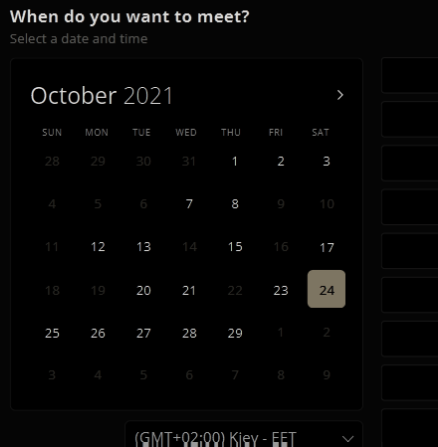 When do you want to meet?
Select a date and time
October 2021
SUN MON TUE WED THU FRI SAT
28 29 30 31 1 2 3
4 5 6 7 8 9 10
11 12 13 14 15 16 17
18 19 20 21 22 23 24
25 26 27 28 29 1 2
3 4 5 6 7 8 9
(GMT+02:00) Kiev - EET